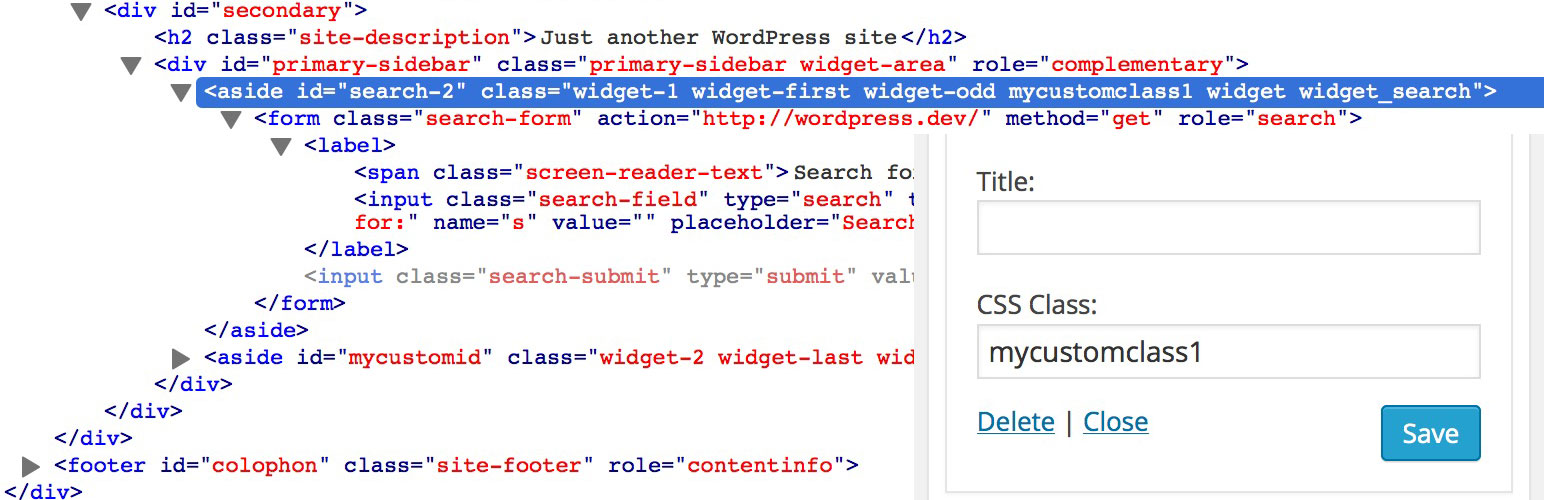 <div id="secondary">
<h2 class="site-description">Just another WordPress site</h2>
<div id="primary-sidebar" class="primary-sidebar widget-area" role="complementary">
<aside id="search-2" class="widget-1 widget-first widget-odd mycustomclass1 widget widget_search">
<form class="search-form" action="http://wordpress.dev/" method="get" role="search">
<label>
<span class="screen-reader-text">Search fo
<input class="search-field" type="search" t
for:" name="s" value="" placeholder="Search
</label>
<input class="search-submit" type="submit" valu
</form>
</aside>
<aside id="mycustomid" class="widget-2 widget-last wid
</div>
</div>
</div>
<footer id="colophon" class="site-footer" role="contentinfo">
</div>
Title:
CSS Class:
mycustomclass1
Delete | Close
Save